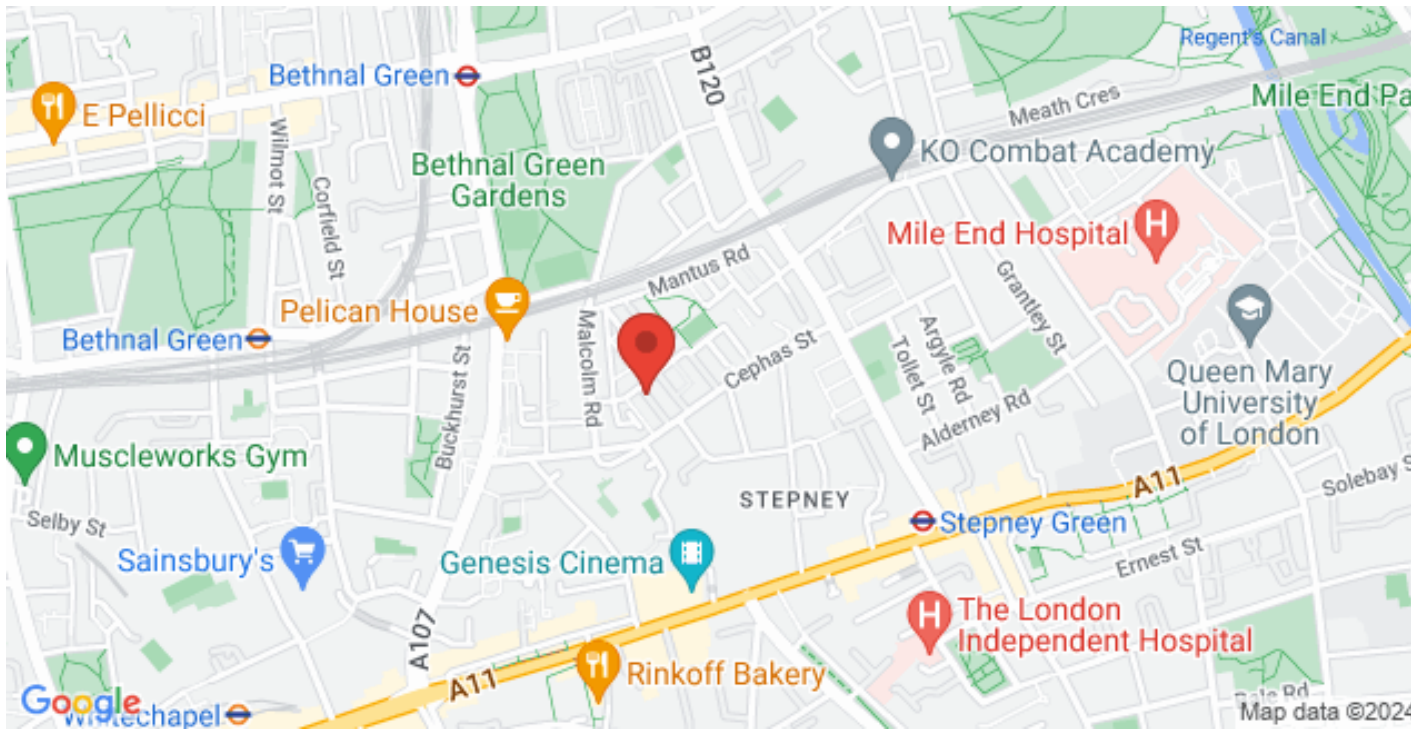 Regent's Canal
B120
Bethnal Green
Meath Cres
Mile End Pa
E Pellicci
Wilmot St
KO Combat Academy
Bethnal Green
Gardens
Corfield St
Mile End Hospital
Mantus Rd
Grantley St
Pelican House
Malcolm Rd
Bethnal Green
Cephas St
Argyle Rd
Tollet St
Buckhurst St
Queen Mary
University
of London
Alderney Rd
Muscleworks Gym
A11
Solebay S
STEPNEY
Selby St
Stepney Green
Sainsbury's
Genesis Cinema
Ernest St
A107
The London
Independent Hospital
Rinkoff Bakery
A11
Google
Whitechapel
Map data ©2024